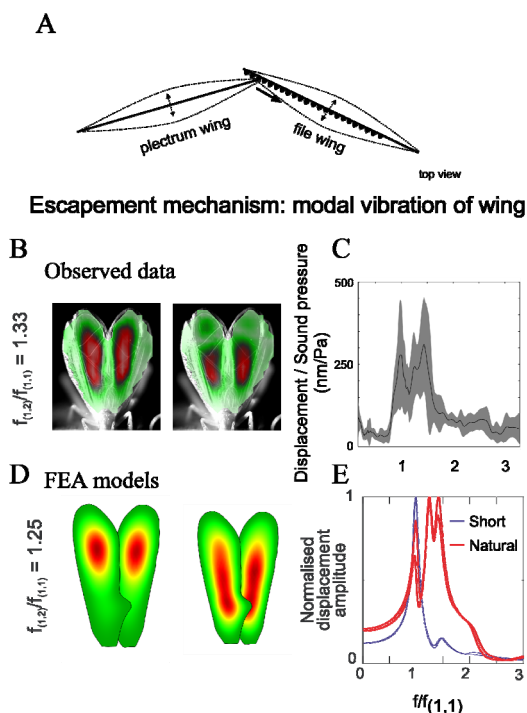 A
plectrum wing
file wing
top view
Escapement mechanism: modal vibration of wing
B
Observed data
f(1,2)/f(1,1) = 1.33
C
Displacement / Sound pressure
(nm/Pa)
500
250
0
1 2 3
D
FEA models
f(1,2)/f(1,1) = 1.25
E
Normalised
displacement
amplitude
1
0
Short
Natural
0 1 2 3
f/f(1,1)